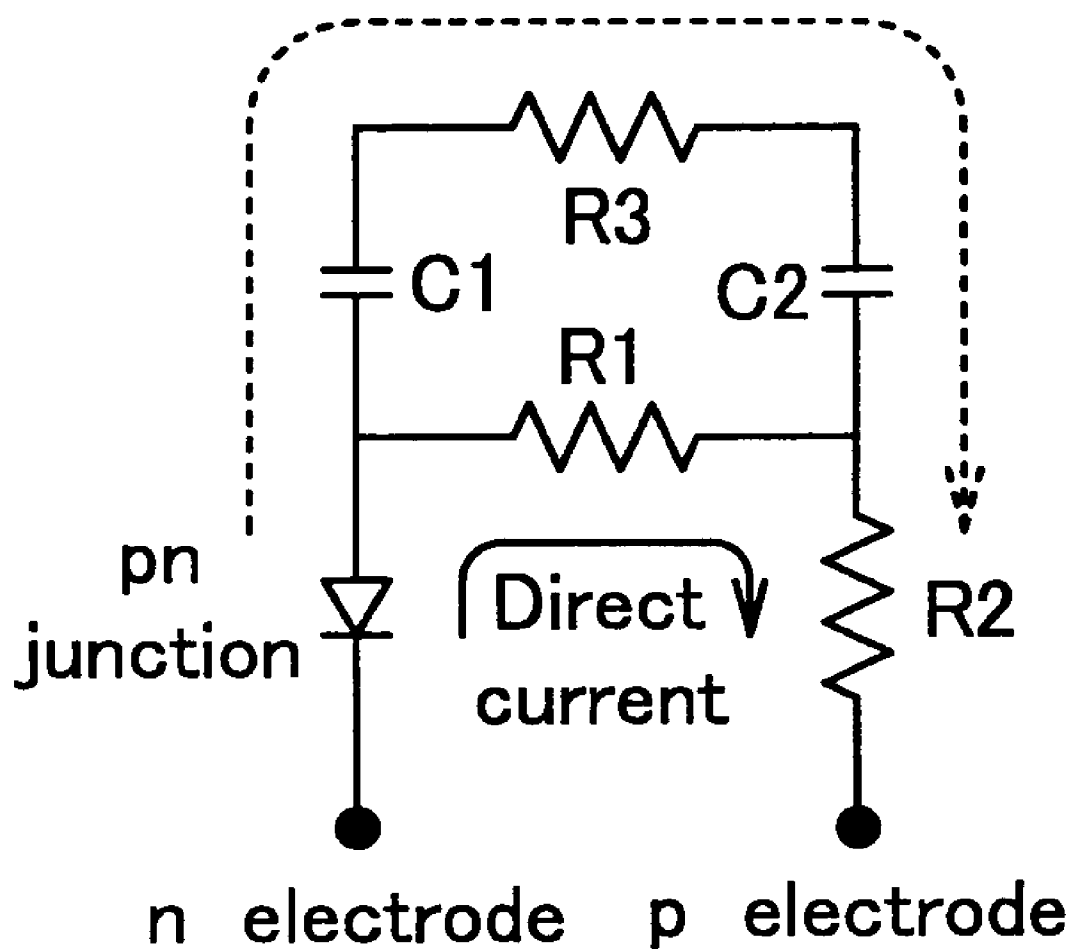 R3
C1
C2
R1
pn
junction
Direct
current
R2
n electrode
p electrode